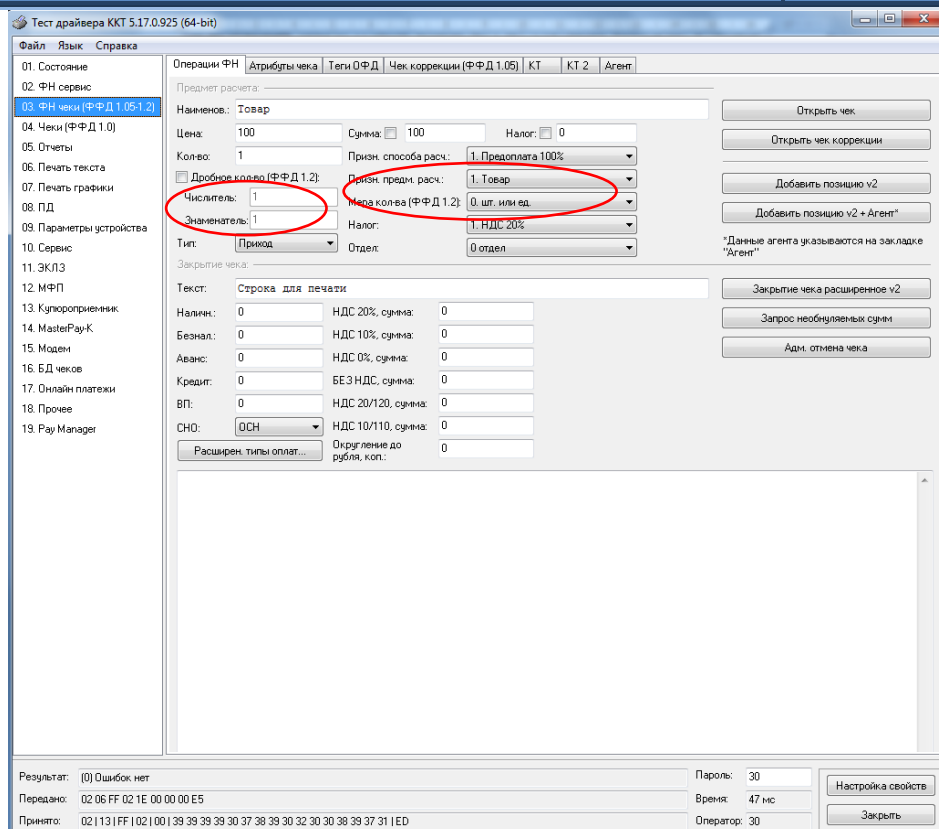 Тест драйвера ККТ 5.17.0.925 (64-bit)
Файл Язык Справка
01. Состояние
02. ФН сервис
03. ФН чеки (ФФД 1.05-1.2)
04. Чеки (ФФД 1.0)
05. Отчеты
06. Печать текста
07. Печать графики
08. ПД
09. Параметры устройства
10. Сервис
11. ЭКЛЗ
12. МФП
13. Купюроприемник
14. MasterPay-K
15. Модем
16. БД чеков
17. Онлайн платежи
18. Прочее
19. Pay Manager
Операции ФН Атрибуты чека Теги ОФД Чек коррекции (ФФД 1.05) КТ КТ 2 Агент
Предмет расчета:
Наименов.: Товар
Цена: 100 Сумма: 100 Налог: 0
Кол-во: 1 Призн. способа расч.: 1. Предоплата 100%
Дробное кол-во (ФФД 1.2): Призн. предм. расч.: 1. Товар
Числитель: 1 Мера кол-ва (ФФД 1.2): 0. шт. или ед.
Знаменатель: 1 Налог: 1. НДС 20%
Тип: Приход Отдел: 0 отдел
Закрытие чека:
Текст: Строка для печати
Наличн.: 0 НДС 20%, сумма: 0
Безнал.: 0 НДС 10%, сумма: 0
Аванс: 0 НДС 0%, сумма: 0
Кредит: 0 БЕЗ НДС, сумма: 0
ВП: 0 НДС 20/120, сумма: 0
СНО: ОСН НДС 10/110, сумма: 0
Расширен. типы оплат... Округление до рубля, коп.: 0
Открыть чек
Открыть чек коррекции
Добавить позицию v2
Добавить позицию v2 + Агент*
*Данные агента указываются на закладке
"Агент"
Закрытие чека расширенное v2
Запрос необнуляемых сумм
Адм. отмена чека
Результат: (0) Ошибок нет
Передано: 02 06 FF 02 1E 00 00 00 E5
Принято: 02 | 13 | FF | 02 | 00 | 39 39 39 39 30 37 38 39 30 32 30 30 38 39 37 31 | ED
Пароль: 30
Время: 47 мс
Оператор: 30
Настройка свойств
Закрыть